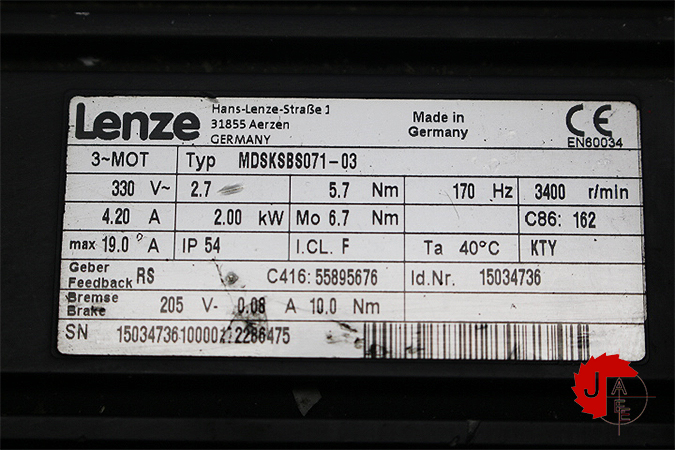 Lenze
Hans-Lenze-Straße 1
31855 Aerzen
GERMANY
Made in
Germany
CE
EN60034
3~MOT Typ MDSKSBS071-03
330 V~ 2.7 5.7 Nm 170 Hz 3400 r/min
4.20 A 2.00 kW Mo 6.7 Nm C86: 162
max 19.0 A IP 54 I.CL. F Ta 40°C KTY
Geber
Feedback RS C416: 55895676 Id.Nr. 15034736
Bremse
Brake 205 V- 0.08 A 10.0 Nm
SN
J